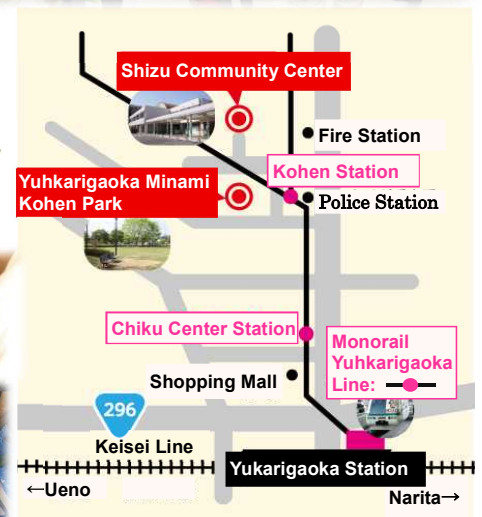 Shizu Community Center
Fire Station
Kohen Station
Yuhkarigaoka Minami
Kohen Park
Police Station
Chiku Center Station
Monorail
Yuhkarigaoka
Line:
Shopping Mall
296
Keisei Line
Yukarigaoka Station
←Ueno
Narita→